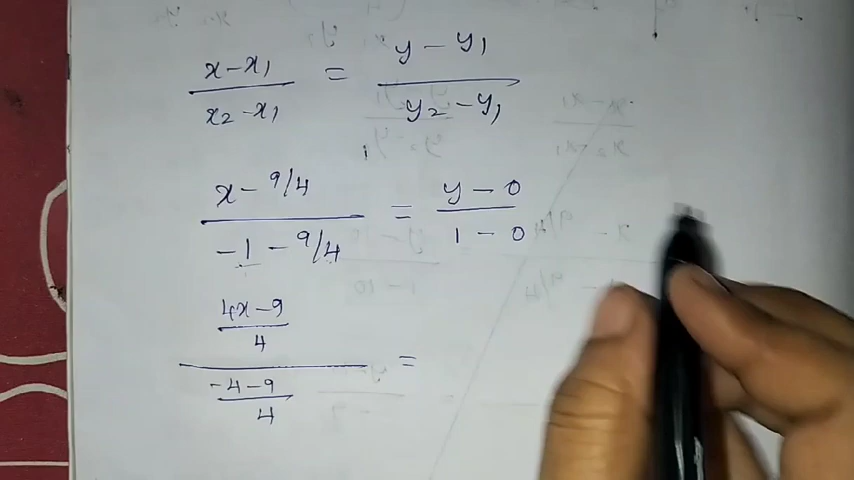 x - x₁ / x₂ - x₁ = y - y₁ / y₂ - y₁
x - 9/4 / -1 - 9/4 = y - 0 / 1 - 0
4x - 9 / 4 / -4 - 9 / 4 =